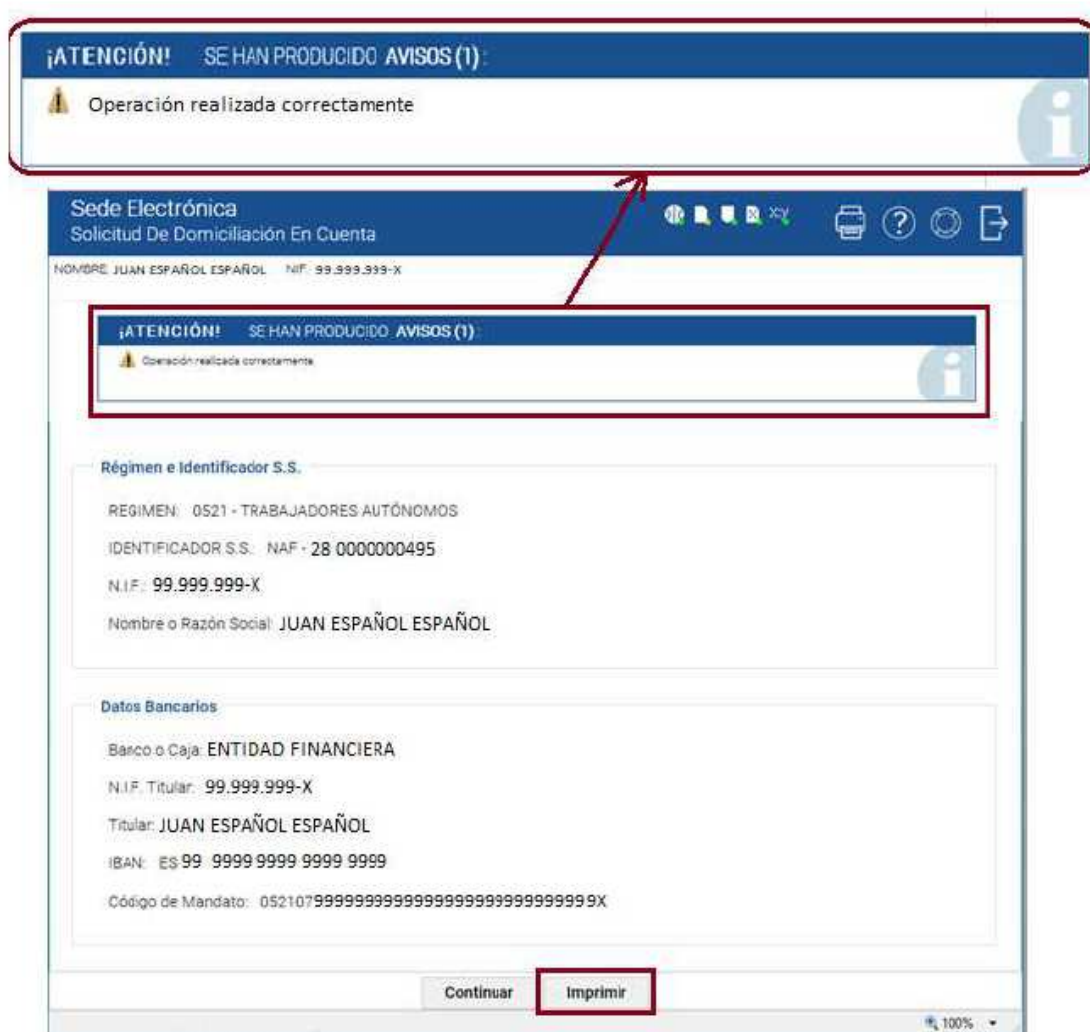 ¡ATENCIÓN! SE HAN PRODUCIDO AVISOS (1):
Operación realizada correctamente
Sede Electrónica
Solicitud De Domiciliación En Cuenta
NOMBRE: JUAN ESPAÑOL ESPAÑOL NIF: 99.999.999-X
¡ATENCIÓN! SE HAN PRODUCIDO AVISOS (1):
Operación realizada correctamente
Régimen e Identificador S.S.
REGIMEN: 0521 - TRABAJADORES AUTÓNOMOS
IDENTIFICADOR S.S.: NAF - 28 0000000495
N.I.F.: 99.999.999-X
Nombre o Razón Social: JUAN ESPAÑOL ESPAÑOL
Datos Bancarios
Banco o Caja: ENTIDAD FINANCIERA
N.I.F. Titular: 99.999.999-X
Titular: JUAN ESPAÑOL ESPAÑOL
IBAN: ES 99 9999 9999 9999 9999
Código de Mandato: 0521079999999999999999999999999999X
Continuar Imprimir
100%